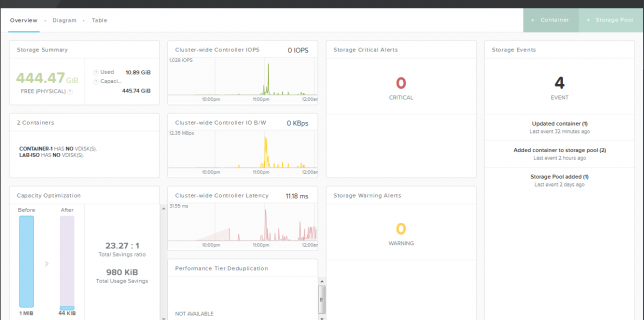 Overview · Diagram · Table
+ Container + Storage Pool
Storage Summary
444.47 GiB
FREE (PHYSICAL)
Used 10.89 GiB
Capaci...
445.74 GiB
2 Containers
CONTAINER-1 HAS NO VDISK(S).
LAB-ISO HAS NO VDISK(S).
Capacity Optimization
Before After
1 MiB 44 KiB
23.27 : 1
Total Savings ratio
980 KiB
Total Usage Savings
Cluster-wide Controller IOPS 0 IOPS
1,028 IOPS
10:00pm 11:00pm 12:00am
Cluster-wide Controller IO B/W 0 KBps
12.35 MBps
10:00pm 11:00pm 12:00am
Cluster-wide Controller Latency 11.18 ms
31.55 ms
10:00pm 11:00pm 12:00am
Performance Tier Deduplication
NOT AVAILABLE
Storage Critical Alerts
0
CRITICAL
Storage Warning Alerts
0
WARNING
Storage Events
4
EVENT
Updated container (1)
Last event 32 minutes ago
Added container to storage pool (2)
Last event 2 hours ago
Storage Pool added (1)
Last event 2 days ago